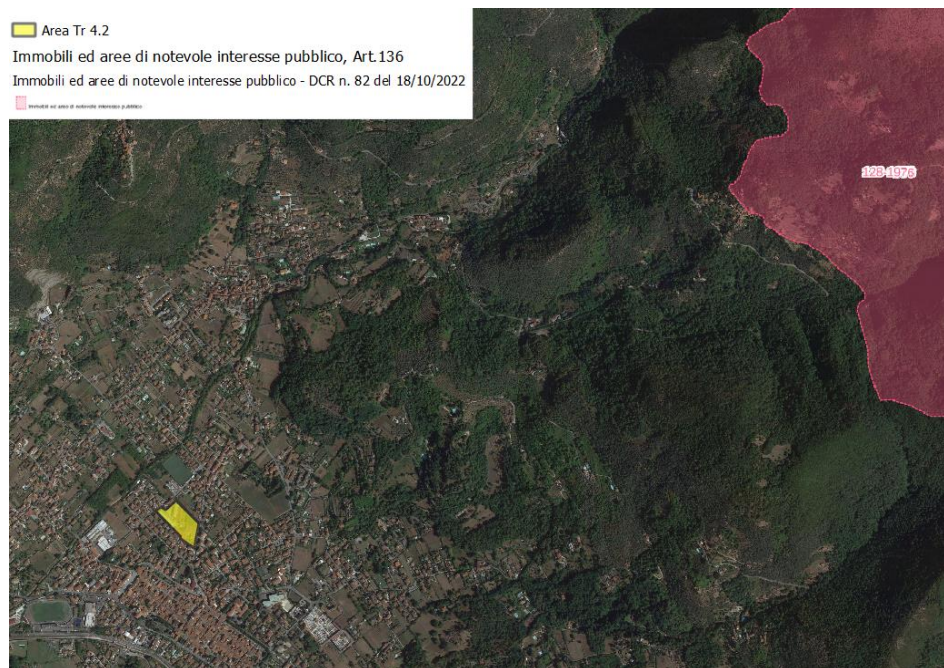 Area Tr 4.2
Immobili ed aree di notevole interesse pubblico, Art.136
Immobili ed aree di notevole interesse pubblico - DCR n. 82 del 18/10/2022
Immobili ed aree di notevole interesse pubblico
128-1976